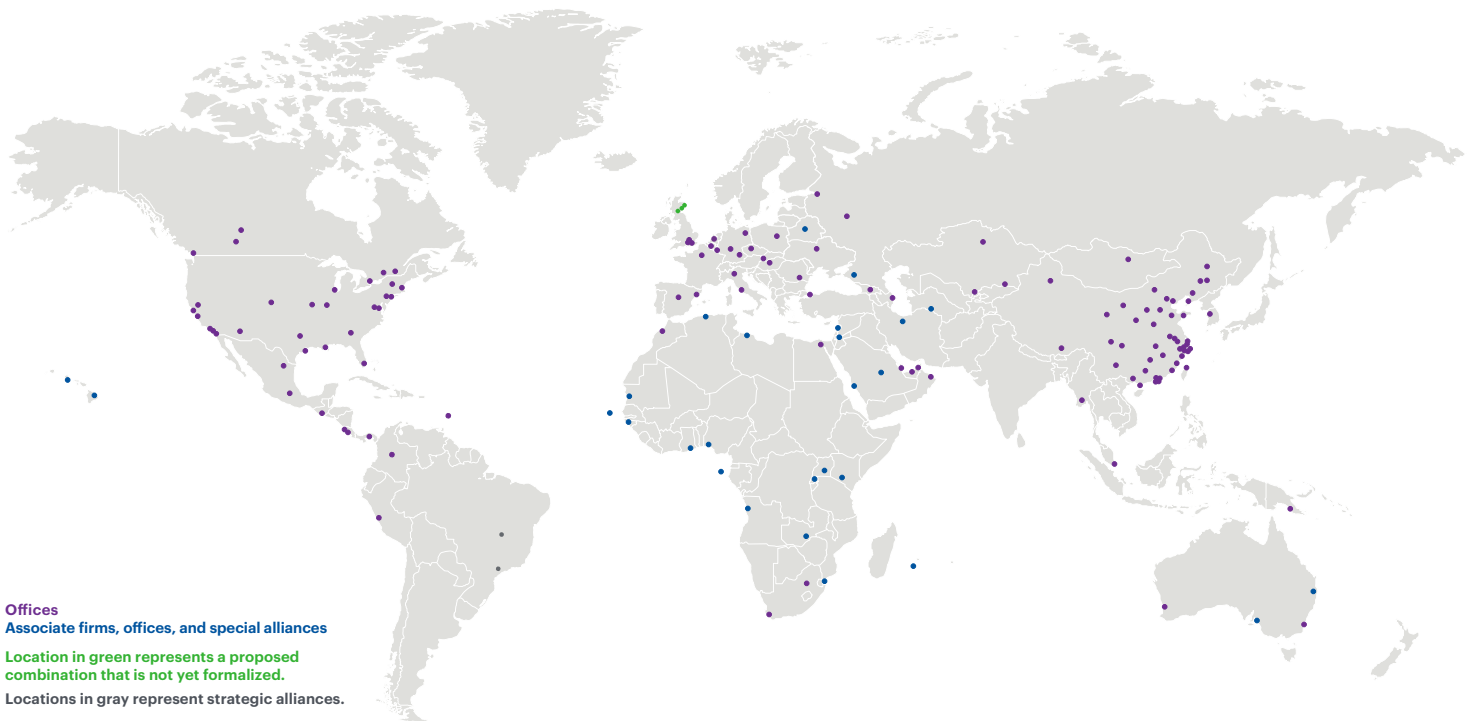 Offices
Associate firms, offices, and special alliances
Location in green represents a proposed
combination that is not yet formalized.
Locations in gray represent strategic alliances.